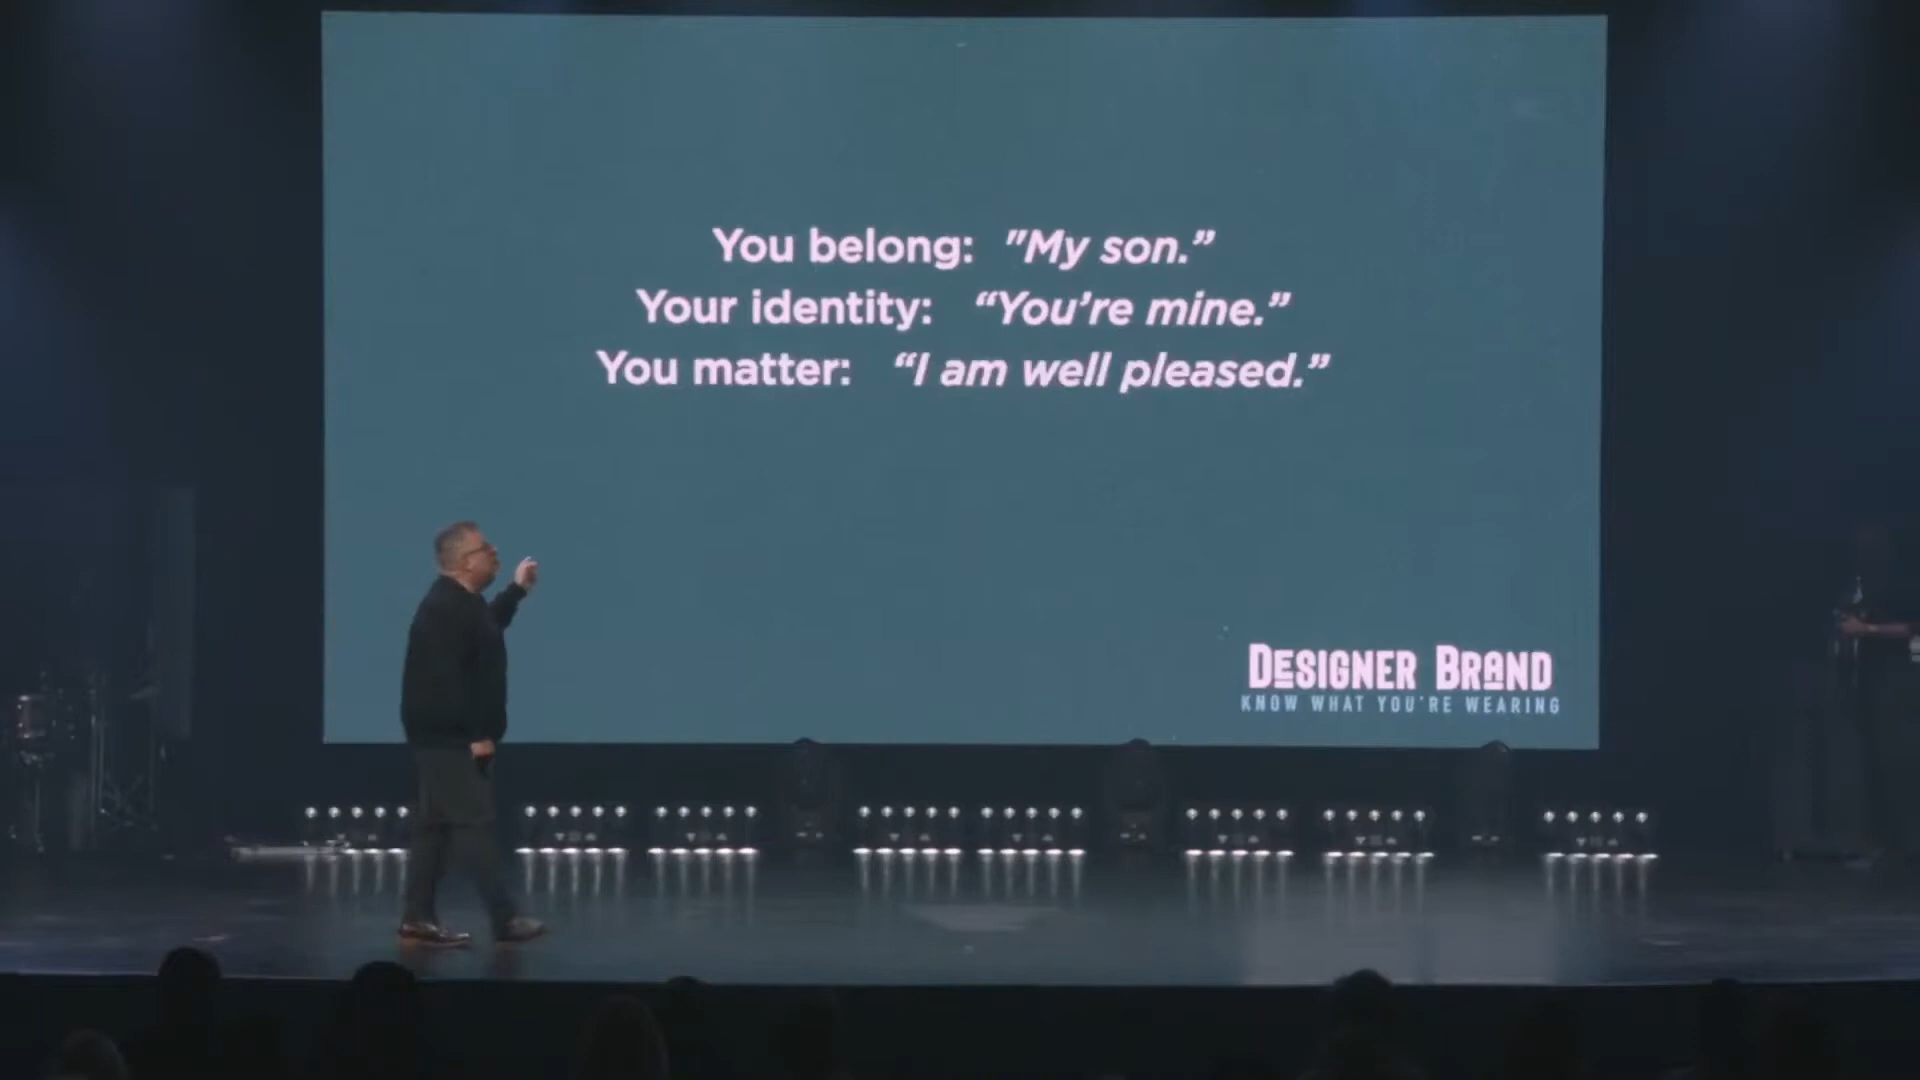 You belong: "My son.”
Your identity: “You’re mine.”
You matter: “I am well pleased.”
DESIGNER BRAND
KNOW WHAT YOU'RE WEARING